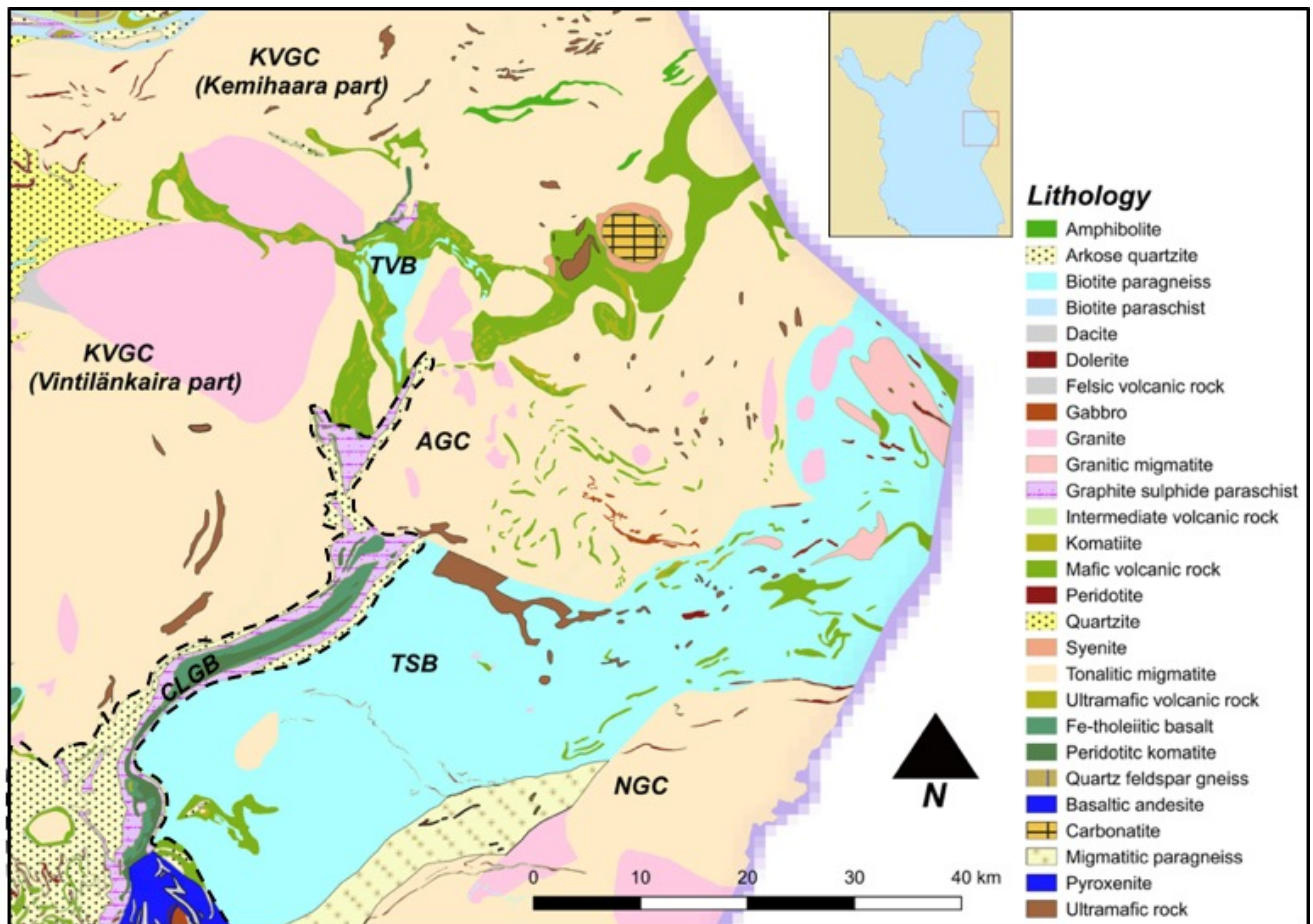 KVGC
(Kemihaara part)
TVB
KVGC
(Vintilänkaira part)
AGC
CLGB
TSB
NGC
N
0 10 20 30 40 km
Lithology
Amphibolite
Arkose quartzite
Biotite paragneiss
Biotite paraschist
Dacite
Dolerite
Felsic volcanic rock
Gabbro
Granite
Granitic migmatite
Graphite sulphide paraschist
Intermediate volcanic rock
Komatiite
Mafic volcanic rock
Peridotite
Quartzite
Syenite
Tonalitic migmatite
Ultramafic volcanic rock
Fe-tholeiitic basalt
Peridotitc komatite
Quartz feldspar gneiss
Basaltic andesite
Carbonatite
Migmatitic paragneiss
Pyroxenite
Ultramafic rock